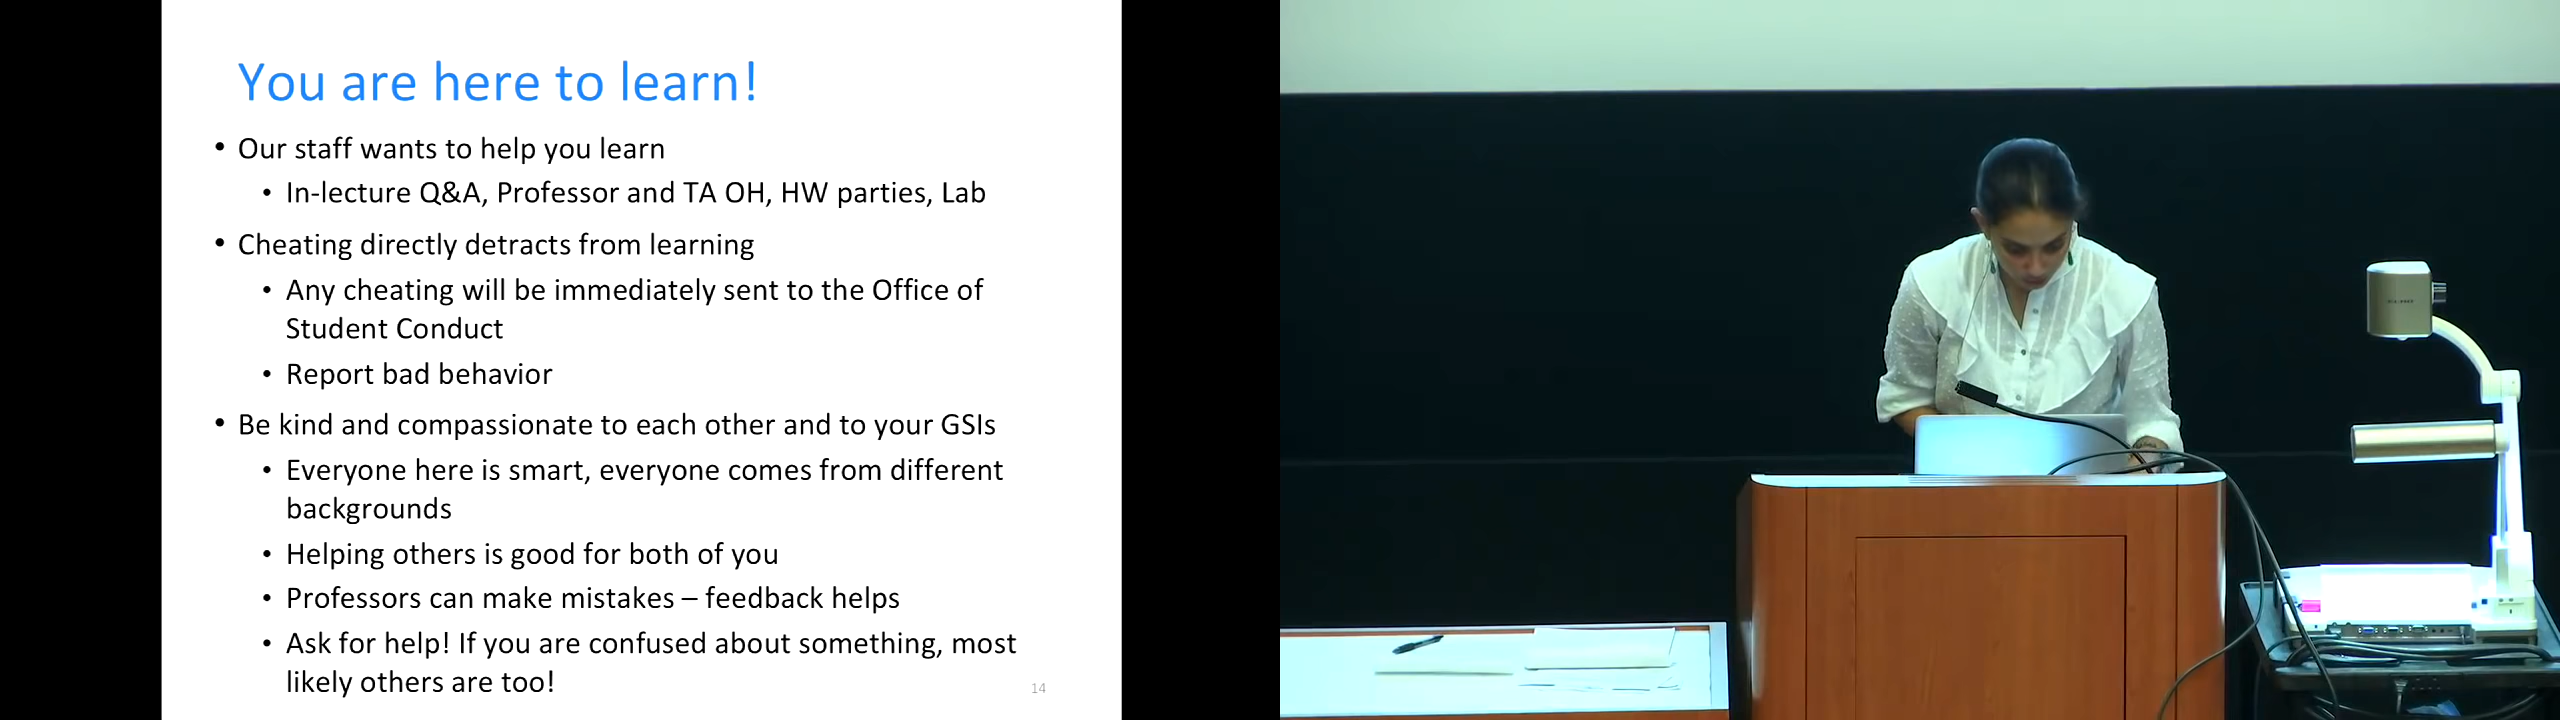 You are here to learn!
• Our staff wants to help you learn
• In-lecture Q&A, Professor and TA OH, HW parties, Lab
• Cheating directly detracts from learning
• Any cheating will be immediately sent to the Office of
Student Conduct
• Report bad behavior
• Be kind and compassionate to each other and to your GSIs
• Everyone here is smart, everyone comes from different
backgrounds
• Helping others is good for both of you
• Professors can make mistakes – feedback helps
• Ask for help! If you are confused about something, most
likely others are too!
14